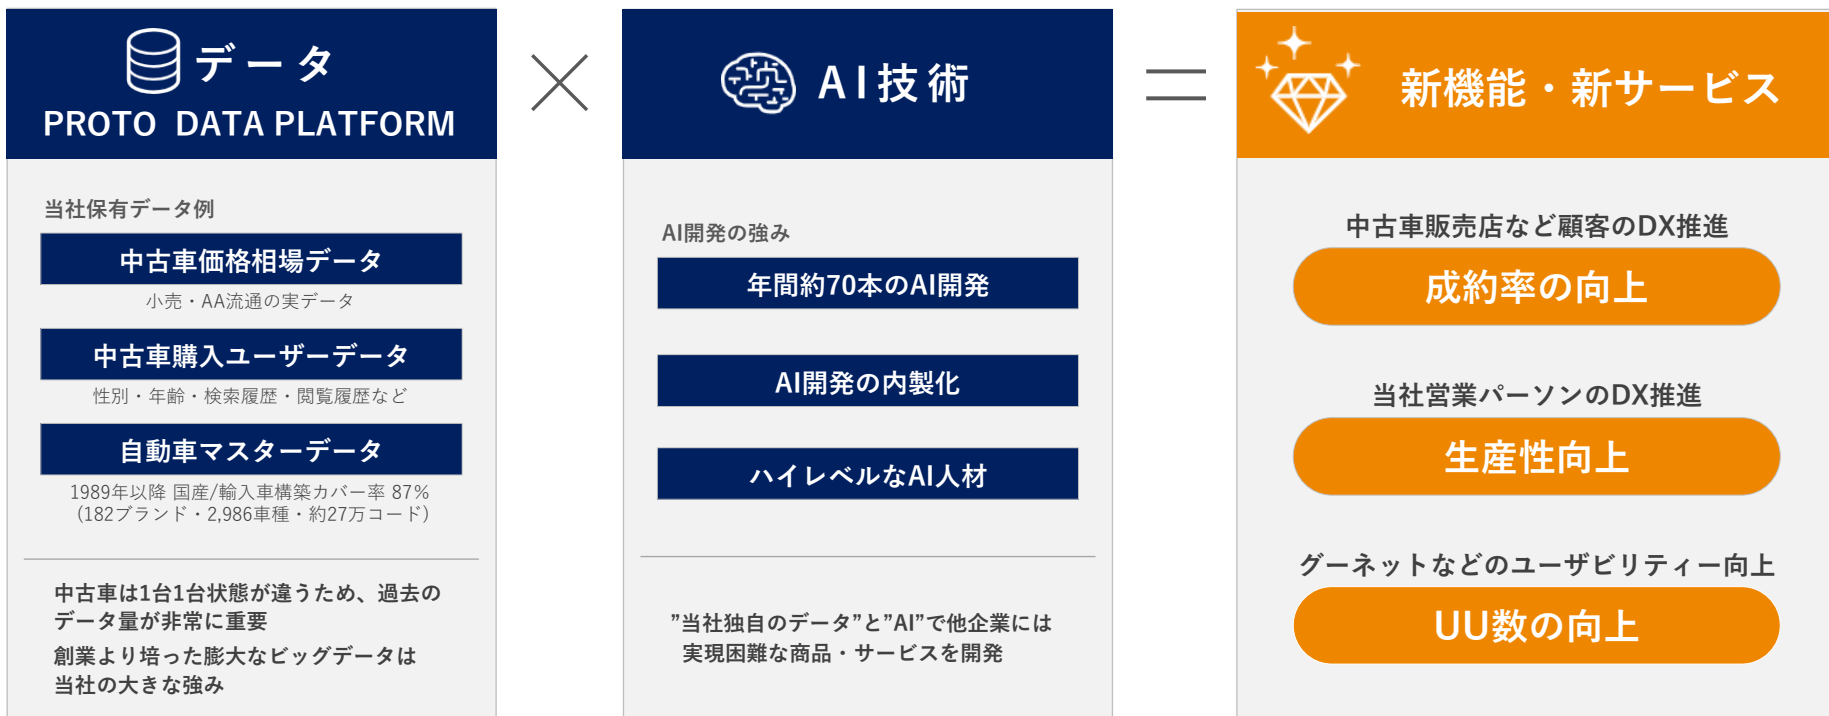 データ
PROTO DATA PLATFORM
当社保有データ例
中古車価格相場データ
小売・AA流通の実データ
中古車購入ユーザーデータ
性別・年齢・検索履歴・閲覧履歴など
自動車マスターデータ
1989年以降 国産/輸入車構築カバー率 87%
(182ブランド・2,986車種・約27万コード)
中古車は1台1台状態が違うため、過去の
データ量が非常に重要
創業より培った膨大なビッグデータは
当社の大きな強み
×
AI技術
AI開発の強み
年間約70本のAI開発
AI開発の内製化
ハイレベルなAI人材
”当社独自のデータ”と”AI”で他企業には
実現困難な商品・サービスを開発
＝
新機能・新サービス
中古車販売店など顧客のDX推進
成約率の向上
当社営業パーソンのDX推進
生産性向上
グーネットなどのユーザビリティー向上
UU数の向上